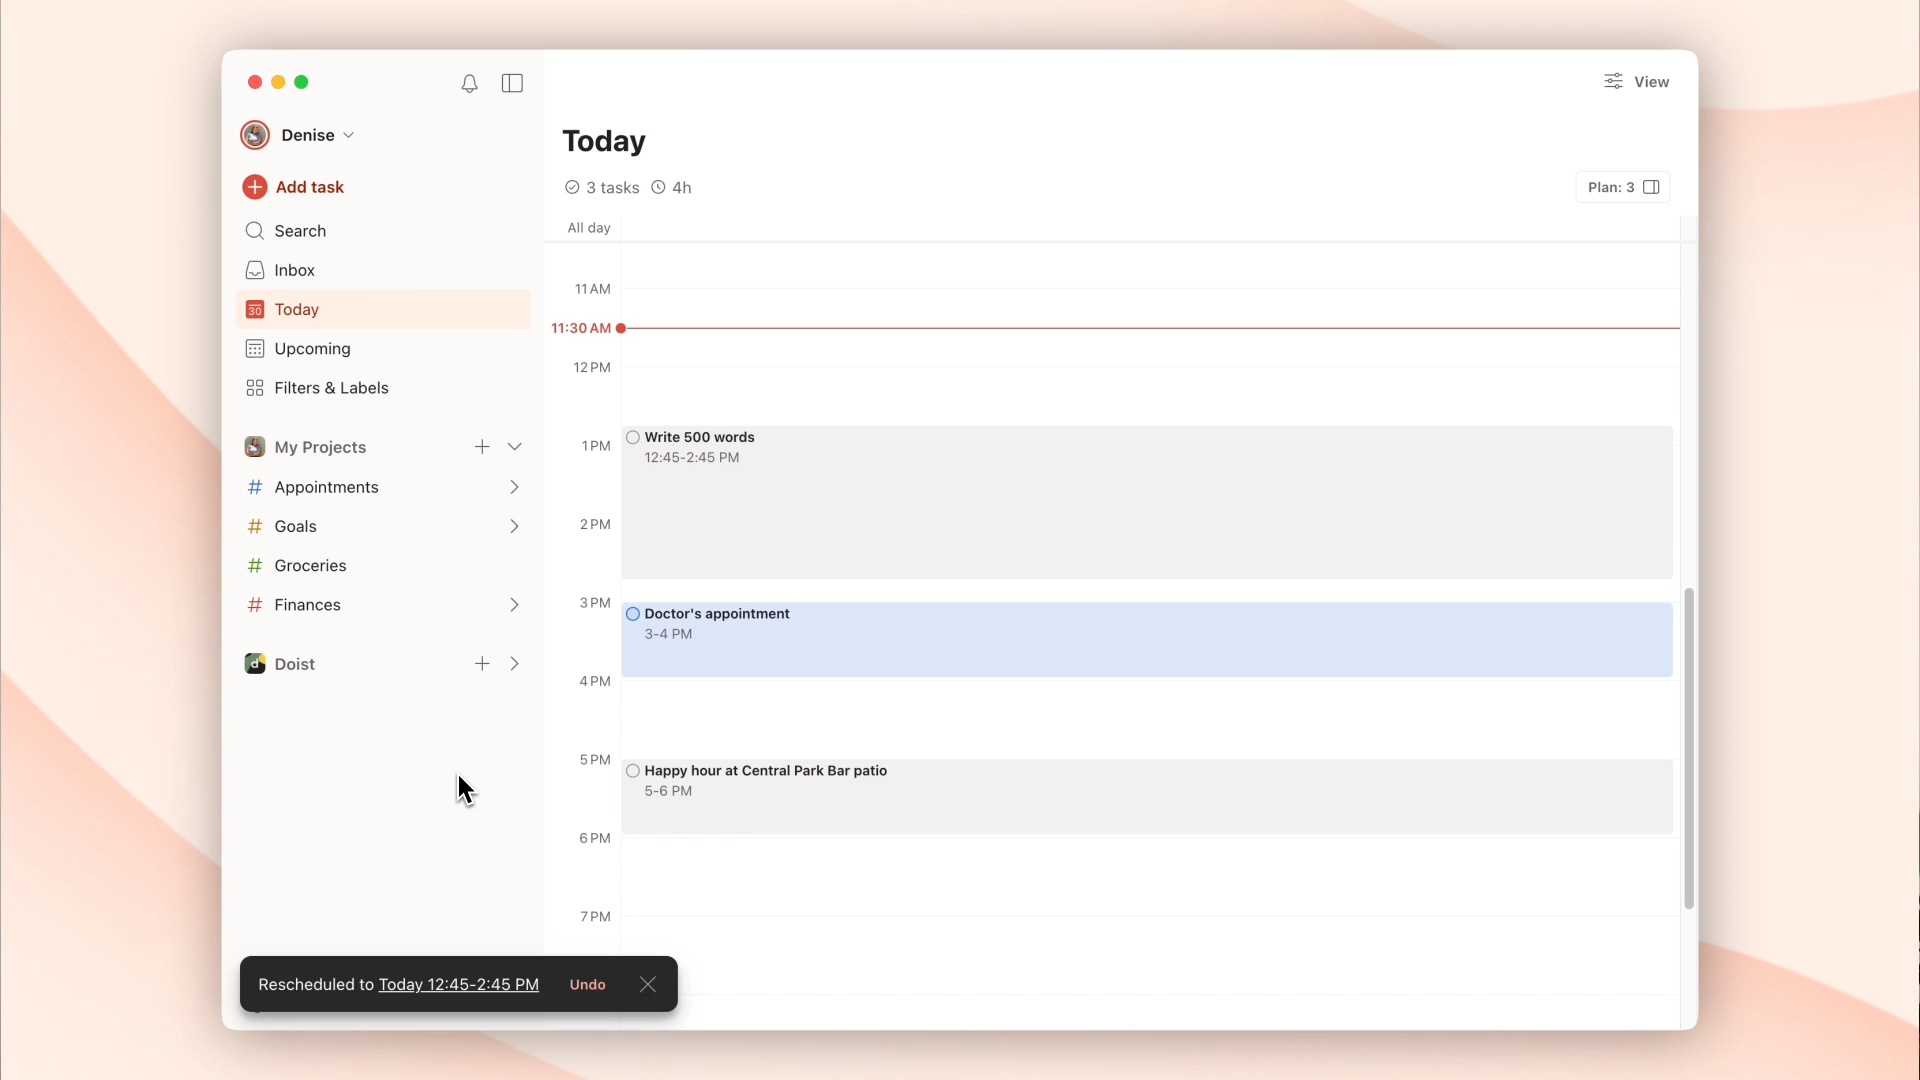 View
Denise
Today
Add task
3 tasks 4h
Plan: 3
Search
All day
Inbox
11 AM
30 Today
11:30 AM
Upcoming
12 PM
Filters & Labels
My Projects
Write 500 words
1 PM
12:45-2:45 PM
Appointments
Goals
2 PM
Groceries
Finances
3 PM
Doctor's appointment
3-4 PM
Doist
4 PM
5 PM
Happy hour at Central Park Bar patio
5-6 PM
6 PM
7 PM
Rescheduled to Today 12:45-2:45 PM Undo